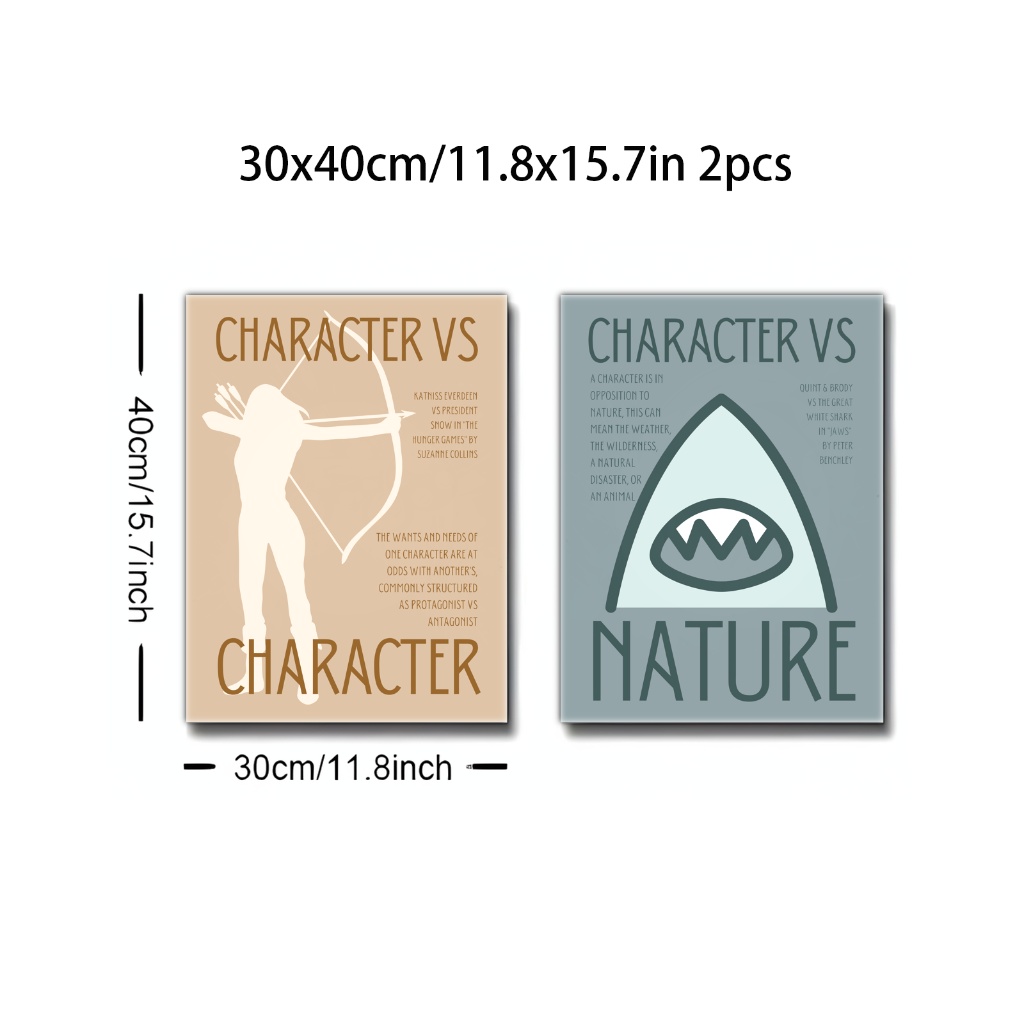 30x40cm/11.8x15.7in 2pcs
40cm/15.7inch
CHARACTER VS
KATNISS EVERDEEN
VS PRESIDENT
SNOW IN "THE
HUNGER GAMES" BY
SUZANNE COLLINS
THE WANTS AND NEEDS OF
ONE CHARACTER ARE AT
ODDS WITH ANOTHER'S,
COMMONLY STRUCTURED
AS PROTAGONIST VS
ANTAGONIST
CHARACTER
30cm/11.8inch
CHARACTER VS
A CHARACTER IS IN
OPPOSITION TO
NATURE, THIS CAN
MEAN THE WEATHER,
THE WILDERNESS,
A NATURAL
DISASTER, OR
AN ANIMAL
QUINT & BRODY
VS THE GREAT
WHITE SHARK
IN "JAWS"
BY PETER
BENCHLEY
NATURE